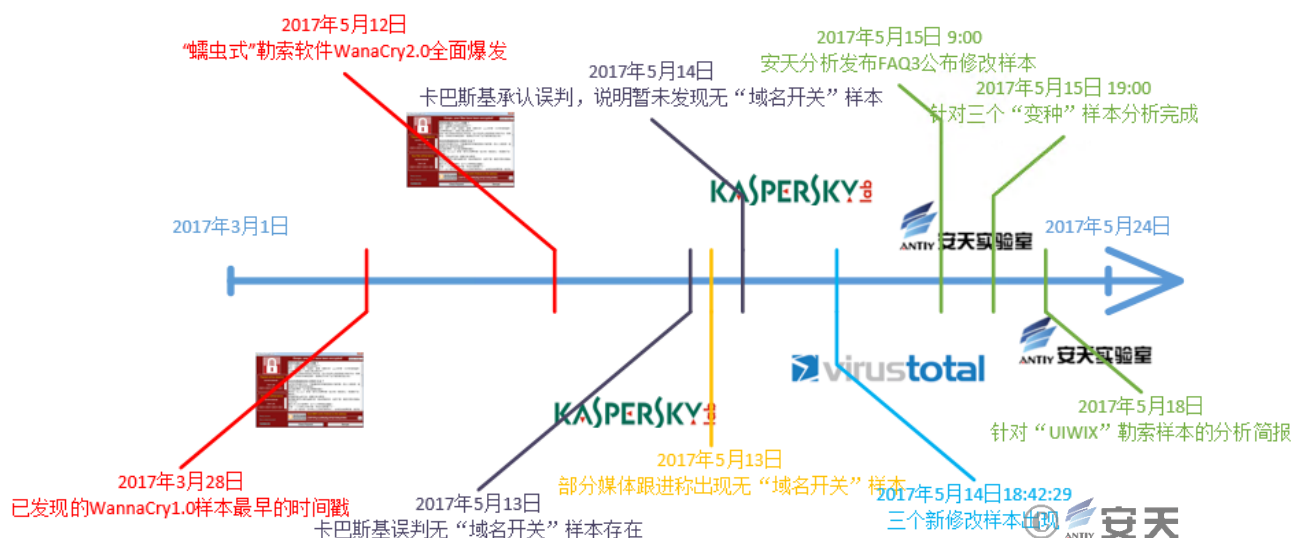 2017年5月12日
“蠕虫式”勒索软件WanaCry2.0全面爆发
2017年5月14日
卡巴斯基承认误判，说明暂未发现无“域名开关”样本
2017年5月15日 9:00
安天分析发布FAQ3公布修改样本
2017年5月15日 19:00
针对三个“变种”样本分析完成
KASPERSKY lab
2017年3月1日
ANTIY 安天实验室
2017年5月24日
ANTIY 安天实验室
virustotal
KASPERSKY lab
2017年5月18日
针对“UIWIX”勒索样本的分析简报
2017年3月28日
已发现的WannaCry1.0样本最早的时间戳
2017年5月13日
卡巴斯基误判无“域名开关”样本存在
2017年5月13日
部分媒体跟进称出现无“域名开关”样本
2017年5月14日18:42:29
三个新修改样本出现
© ANTIY 安天